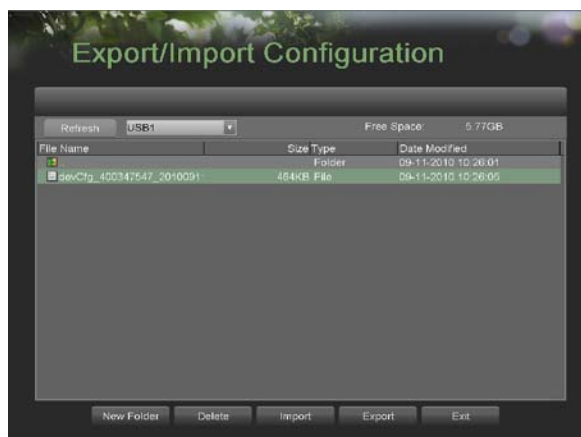 Export/Import Configuration
Refresh USB1 Free Space: 5.77GB
File Name Size Type Date Modified
Folder 09-11-2010 10:26:01
devCfg_400347547_2010091 464KB File 09-11-2010 10:26:05
New Folder Delete Import Export Exit